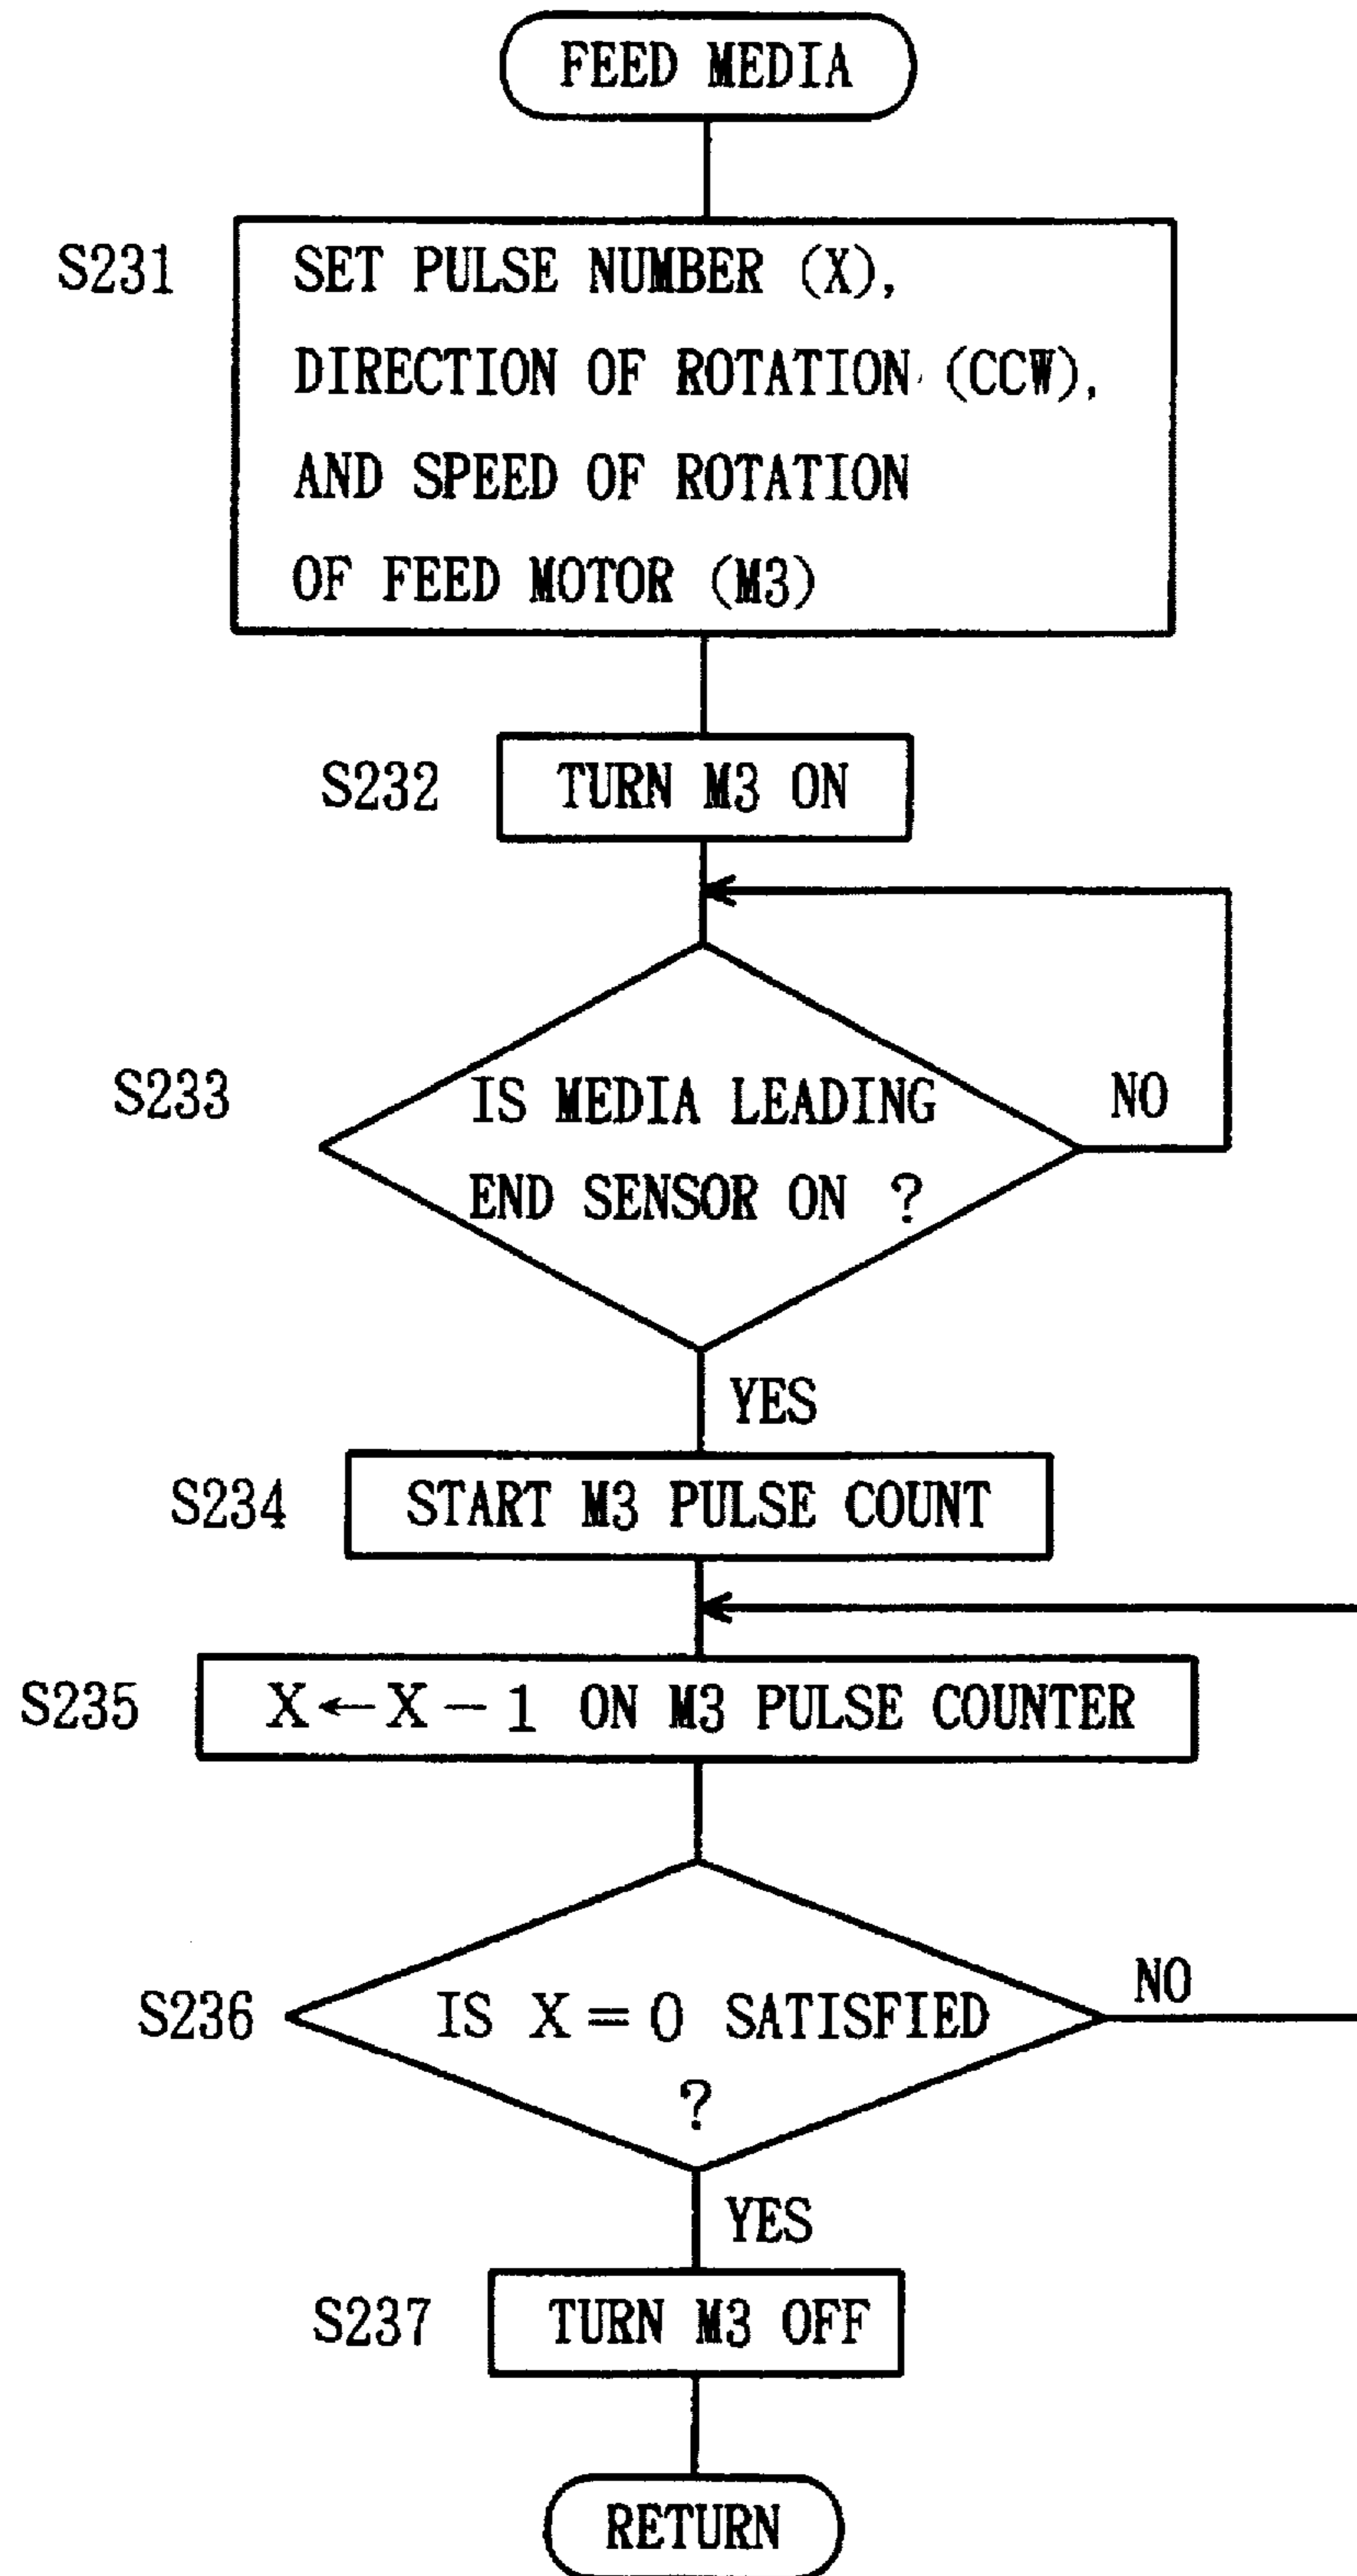 FEED MEDIA
S231
SET PULSE NUMBER (X),
DIRECTION OF ROTATION (CCW),
AND SPEED OF ROTATION
OF FEED MOTOR (M3)
S232
TURN M3 ON
S233
IS MEDIA LEADING
END SENSOR ON ?
NO
YES
S234
START M3 PULSE COUNT
S235
X←X−1 ON M3 PULSE COUNTER
S236
IS X=0 SATISFIED
?
NO
YES
S237
TURN M3 OFF
RETURN